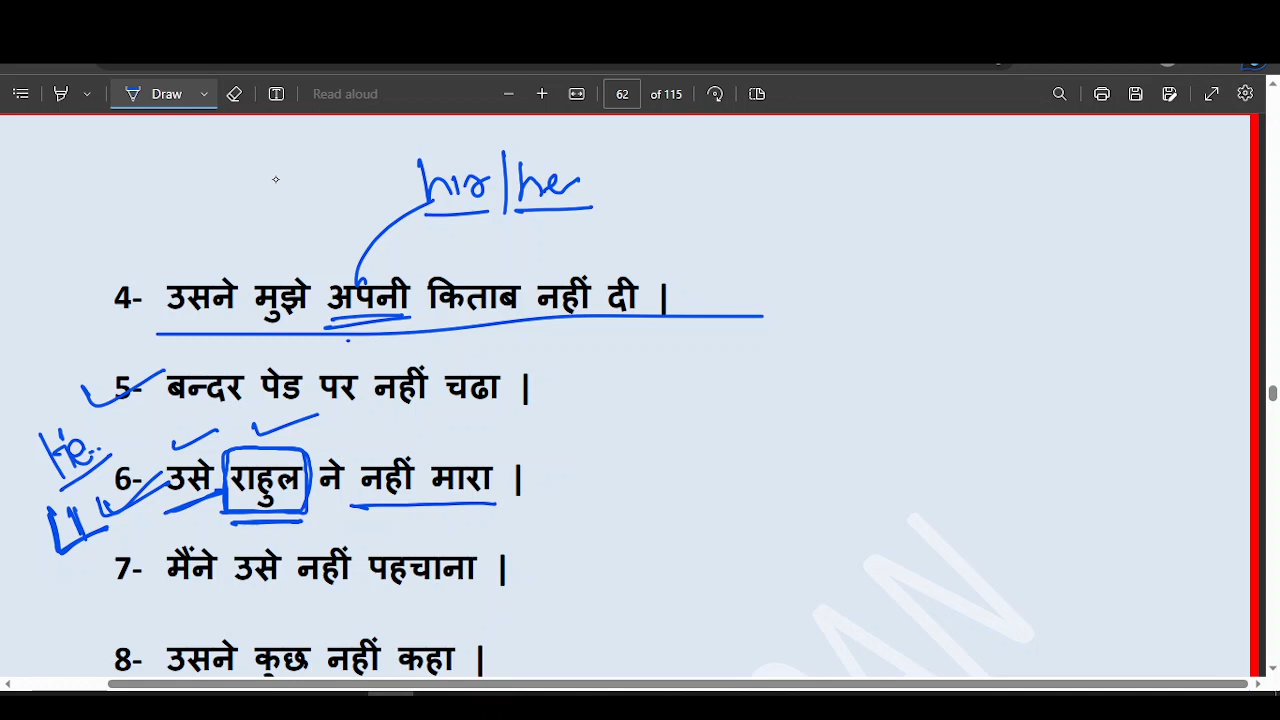 Draw
Read aloud
62 of 115
his | her
4- उसने मुझे अपनी किताब नहीं दी |
5- बन्दर पेड पर नहीं चढा |
He
6- उसे राहुल ने नहीं मारा |
7- मैंने उसे नहीं पहचाना |
8- उसने कुछ नहीं कहा |